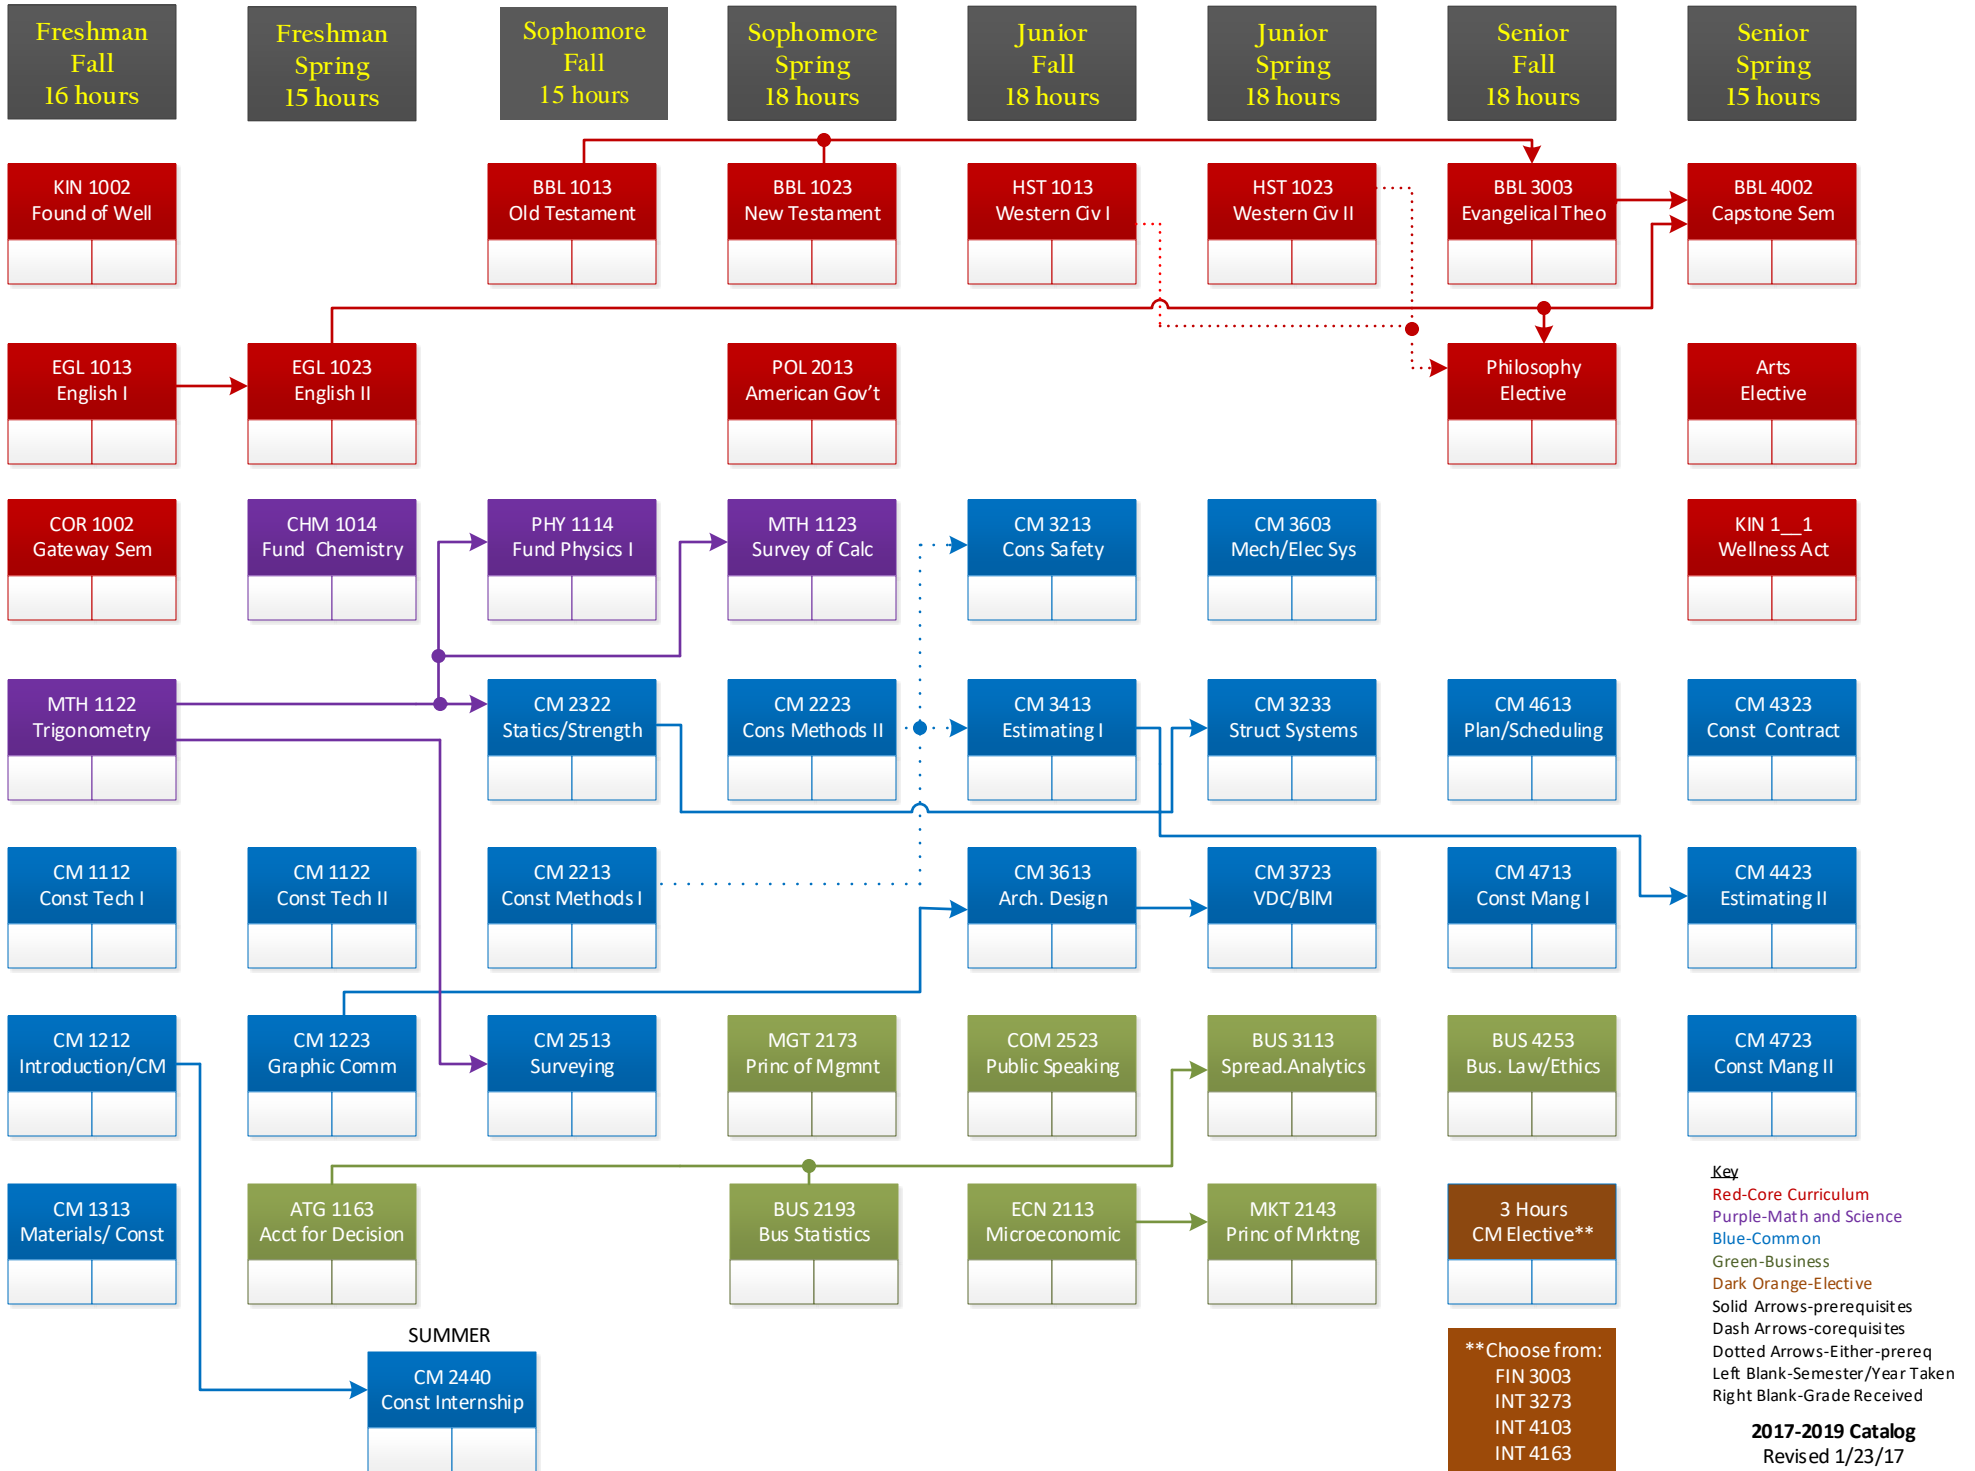 Freshman
Fall
16 hours
Freshman
Spring
15 hours
Sophomore
Fall
15 hours
Sophomore
Spring
18 hours
Junior
Fall
18 hours
Junior
Spring
18 hours
Senior
Fall
18 hours
Senior
Spring
15 hours
KIN 1002
Found of Well
BBL 1013
Old Testament
BBL 1023
New Testament
HST 1013
Western Civ I
HST 1023
Western Civ II
BBL 3003
Evangelical Theo
BBL 4002
Capstone Sem
EGL 1013
English I
EGL 1023
English II
POL 2013
American Gov't
Philosophy
Elective
Arts
Elective
COR 1002
Gateway Sem
CHM 1014
Fund Chemistry
PHY 1114
Fund Physics I
MTH 1123
Survey of Calc
CM 3213
Cons Safety
CM 3603
Mech/Elec Sys
KIN 1__1
Wellness Act
MTH 1122
Trigonometry
CM 2322
Statics/Strength
CM 2223
Cons Methods II
CM 3413
Estimating I
CM 3233
Struct Systems
CM 4613
Plan/Scheduling
CM 4323
Const Contract
CM 1112
Const Tech I
CM 1122
Const Tech II
CM 2213
Const Methods I
CM 3613
Arch. Design
CM 3723
VDC/BIM
CM 4713
Const Mang I
CM 4423
Estimating II
CM 1212
Introduction/CM
CM 1223
Graphic Comm
CM 2513
Surveying
MGT 2173
Princ of Mgmnt
COM 2523
Public Speaking
BUS 3113
Spread.Analytics
BUS 4253
Bus. Law/Ethics
CM 4723
Const Mang II
CM 1313
Materials/ Const
ATG 1163
Acct for Decision
BUS 2193
Bus Statistics
ECN 2113
Microeconomic
MKT 2143
Princ of Mrktng
3 Hours
CM Elective**
Key
Red-Core Curriculum
Purple-Math and Science
Blue-Common
Green-Business
Dark Orange-Elective
Solid Arrows-prerequisites
Dash Arrows-corequisites
Dotted Arrows-Either-prereq
Left Blank-Semester/Year Taken
Right Blank-Grade Received
SUMMER
CM 2440
Const Internship
**Choose from:
FIN 3003
INT 3273
INT 4103
INT 4163
2017-2019 Catalog
Revised 1/23/17